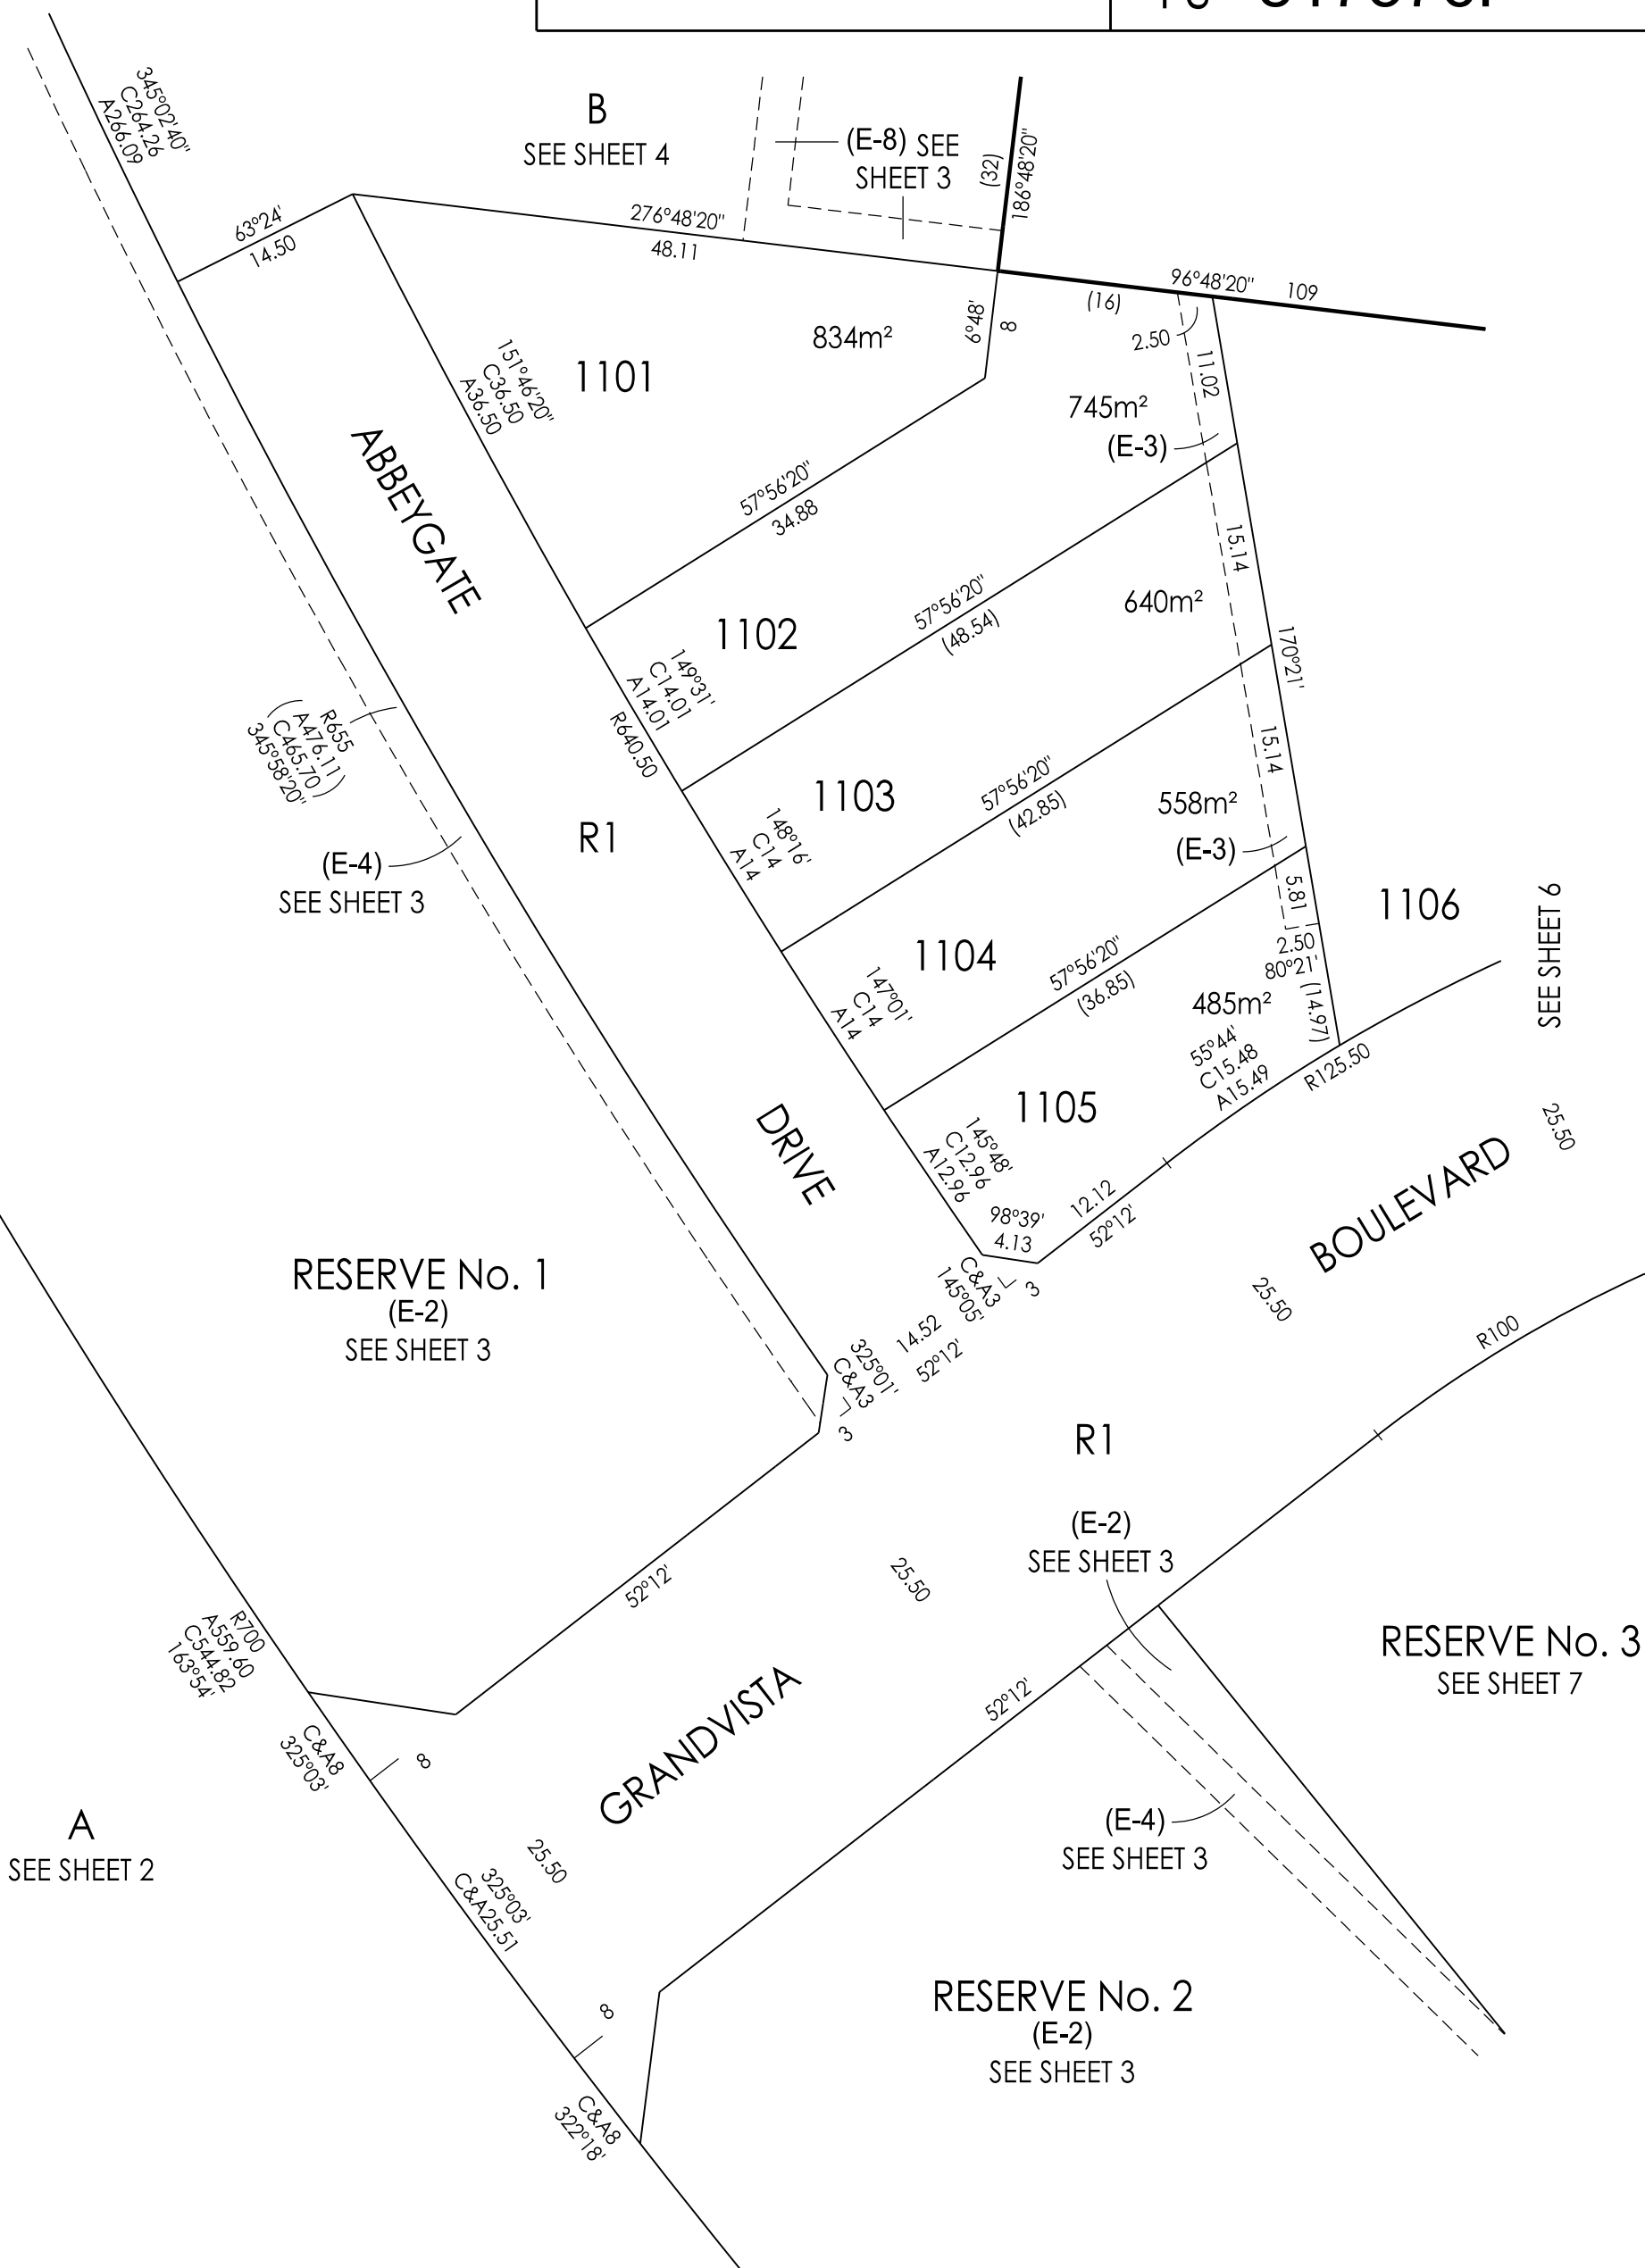 345°02'40"
C264.26
A266.09
B
SEE SHEET 4
(E-8) SEE
SHEET 3
(32)
186°48'20"
63°24'
14.50
276°48'20"
48.11
96°48'20"
109
(16)
6°48'
8
2.50
11.02
834m²
1101
151°46'20"
C36.50
A36.50
745m²
(E-3)
ABBEYGATE
57°56'20"
34.88
15.14
640m²
57°56'20"
(48.54)
1102
149°31'
C14.01
A14.01
R640.50
170°21'
R655
A476.11
C465.70
345°58'20"
15.14
1103
57°56'20"
(42.85)
558m²
(E-3)
148°16'
C14
A14
R1
(E-4)
SEE SHEET 3
5.81
1106
SEE SHEET 6
1104
57°56'20"
(36.85)
2.50
80°21'
(14.97)
147°01'
C14
A14
485m²
55°44'
C15.48
A15.49
R125.50
1105
DRIVE
145°48'
C12.96
A12.96
25.50
98°39'
4.13
12.12
52°12'
BOULEVARD
RESERVE No. 1
(E-2)
SEE SHEET 3
C&A3
145°05'
3
14.52
52°12'
25.50
R100
325°01'
C&A3
3
R1
(E-2)
SEE SHEET 3
52°12'
25.50
R700
A559.60
C544.82
163°54'
RESERVE No. 3
SEE SHEET 7
52°12'
GRANDVISTA
C&A8
325°03'
8
A
SEE SHEET 2
(E-4)
SEE SHEET 3
25.50
325°03'
C&A25.51
RESERVE No. 2
(E-2)
SEE SHEET 3
8
C&A8
322°18'